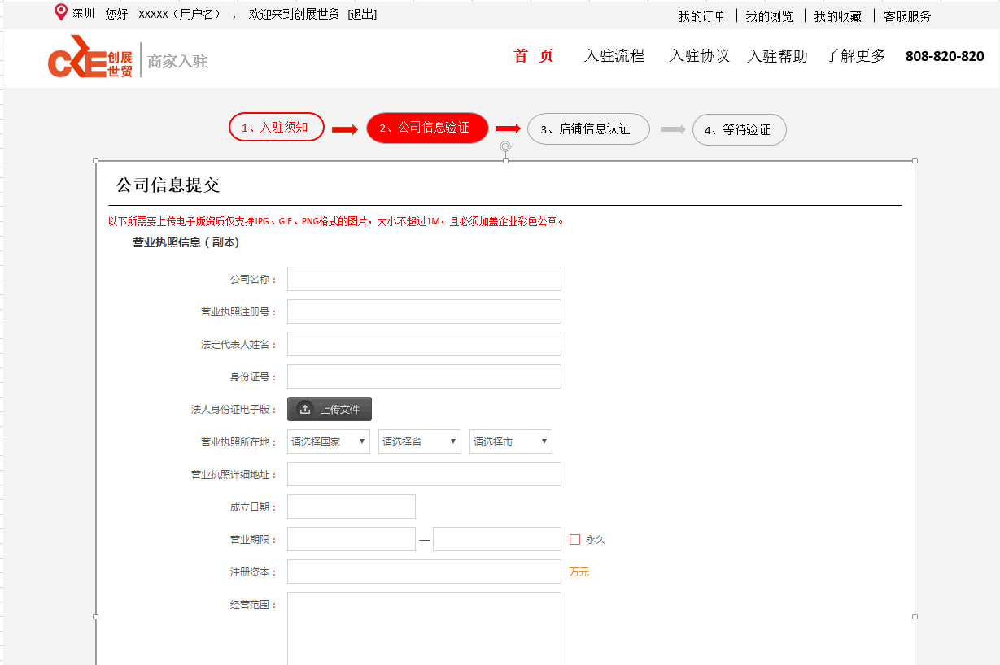 深圳 您好 XXXXX（用户名） ， 欢迎来到创展世贸 [退出] 我的订单 | 我的浏览 | 我的收藏 | 客服服务
CKE创展世贸 商家入驻 首 页 入驻流程 入驻协议 入驻帮助 了解更多 808-820-820
1、入驻须知 2、公司信息验证 3、店铺信息认证 4、等待验证
公司信息提交
以下所需要上传电子版资质仅支持JPG、GIF、PNG格式的图片，大小不超过1M，且必须加盖企业彩色公章。
营业执照信息（副本）
公司名称：
营业执照注册号：
法定代表人姓名：
身份证号：
法人身份证电子版： 上传文件
营业执照所在地： 请选择国家 请选择省 请选择市
营业执照详细地址：
成立日期：
营业期限： — 永久
注册资本： 万元
经营范围：